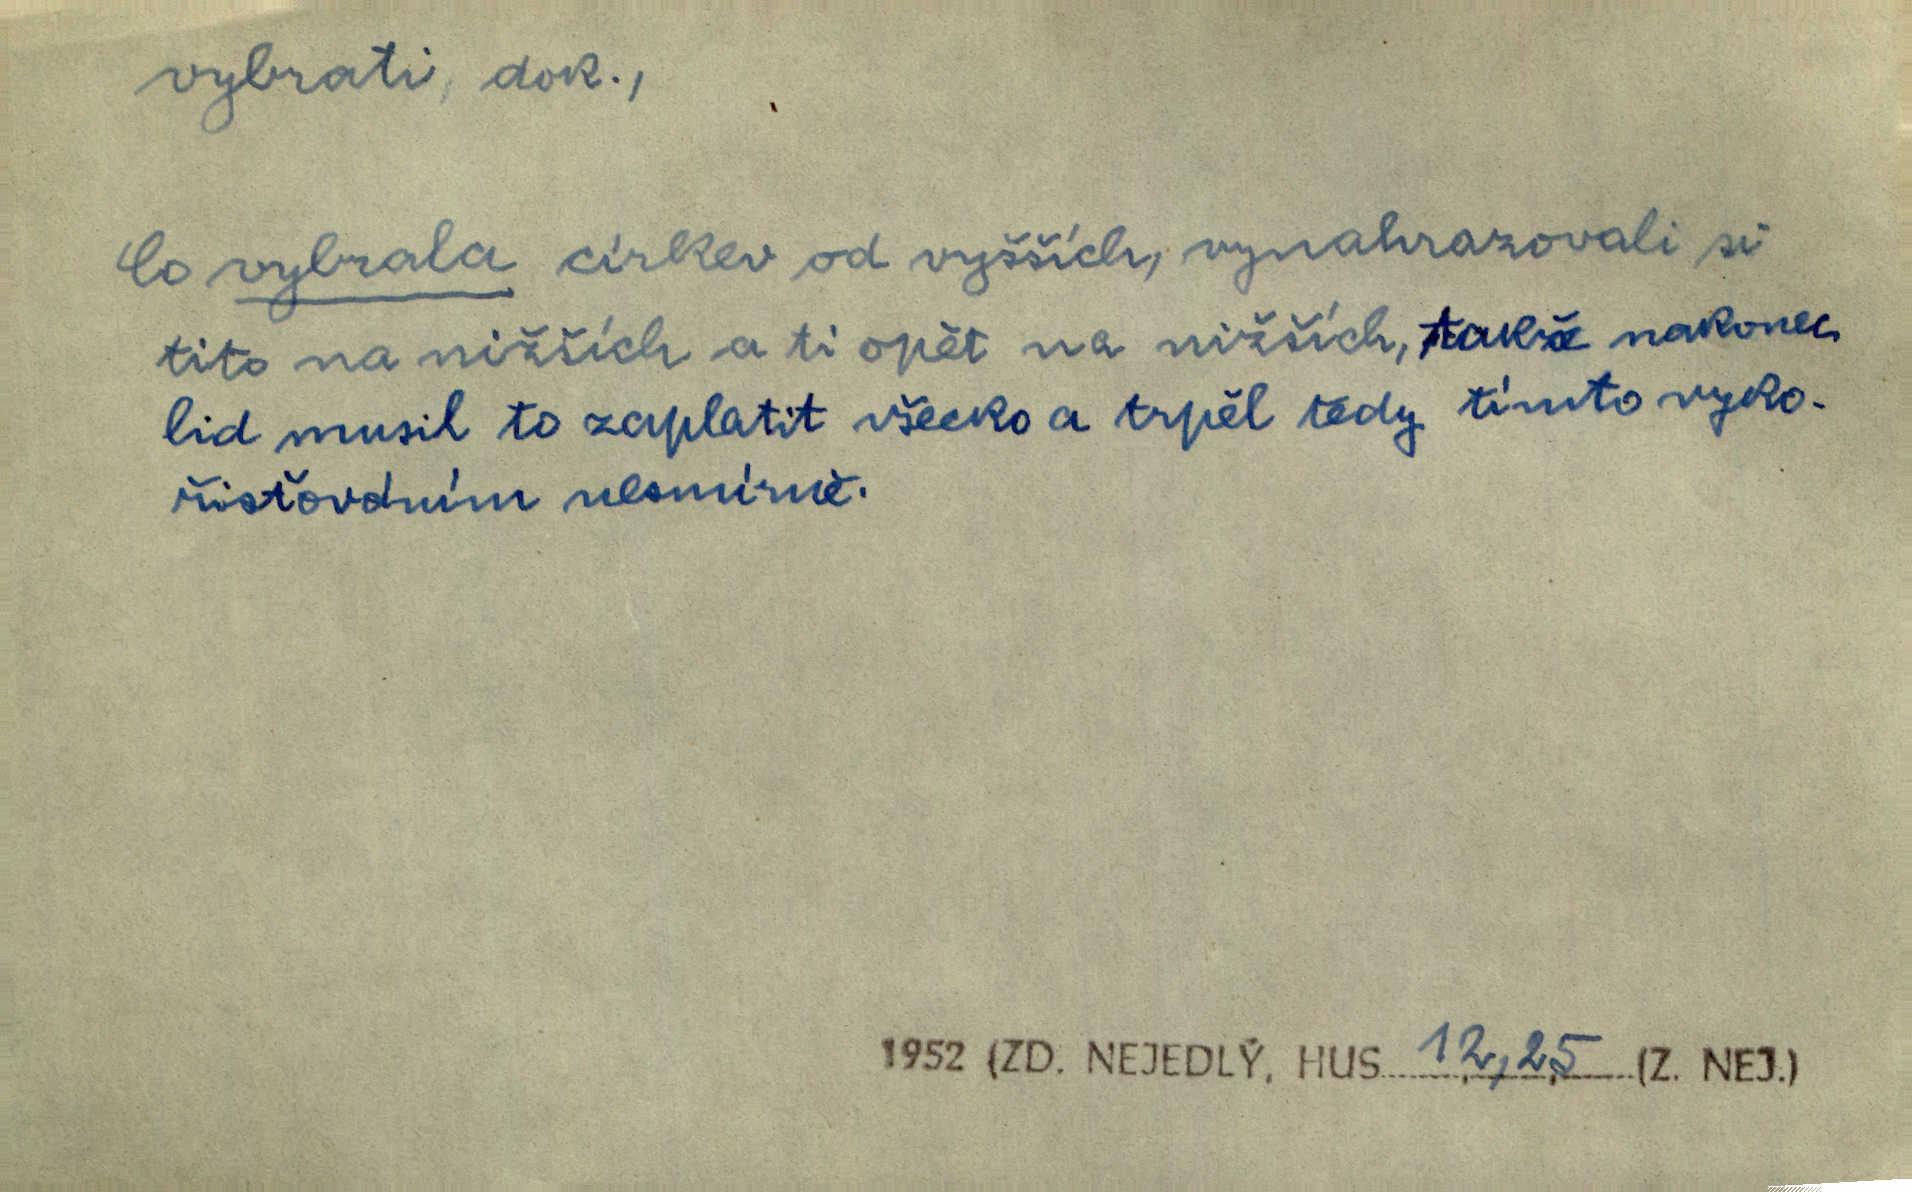 vybrati, dok.,
Co vybrala církev od vyšších, vynahrazovali si
tito na nižších a ti opět na nižších, takže nakonec
lid musil to zaplatit všecko a trpěl tedy tímto vyko-
řisťováním nesmírně.
1952 (ZD. NEJEDLÝ, HUS 12,25 (Z. NEJ.)